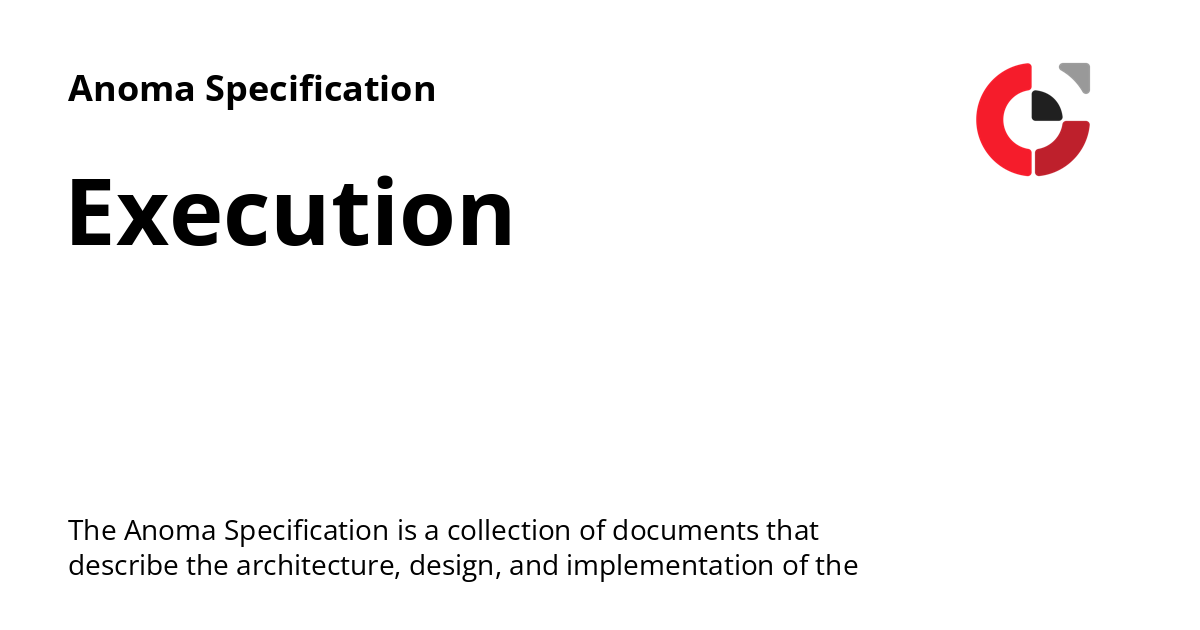 Anoma Specification
Execution
The Anoma Specification is a collection of documents that
describe the architecture, design, and implementation of the